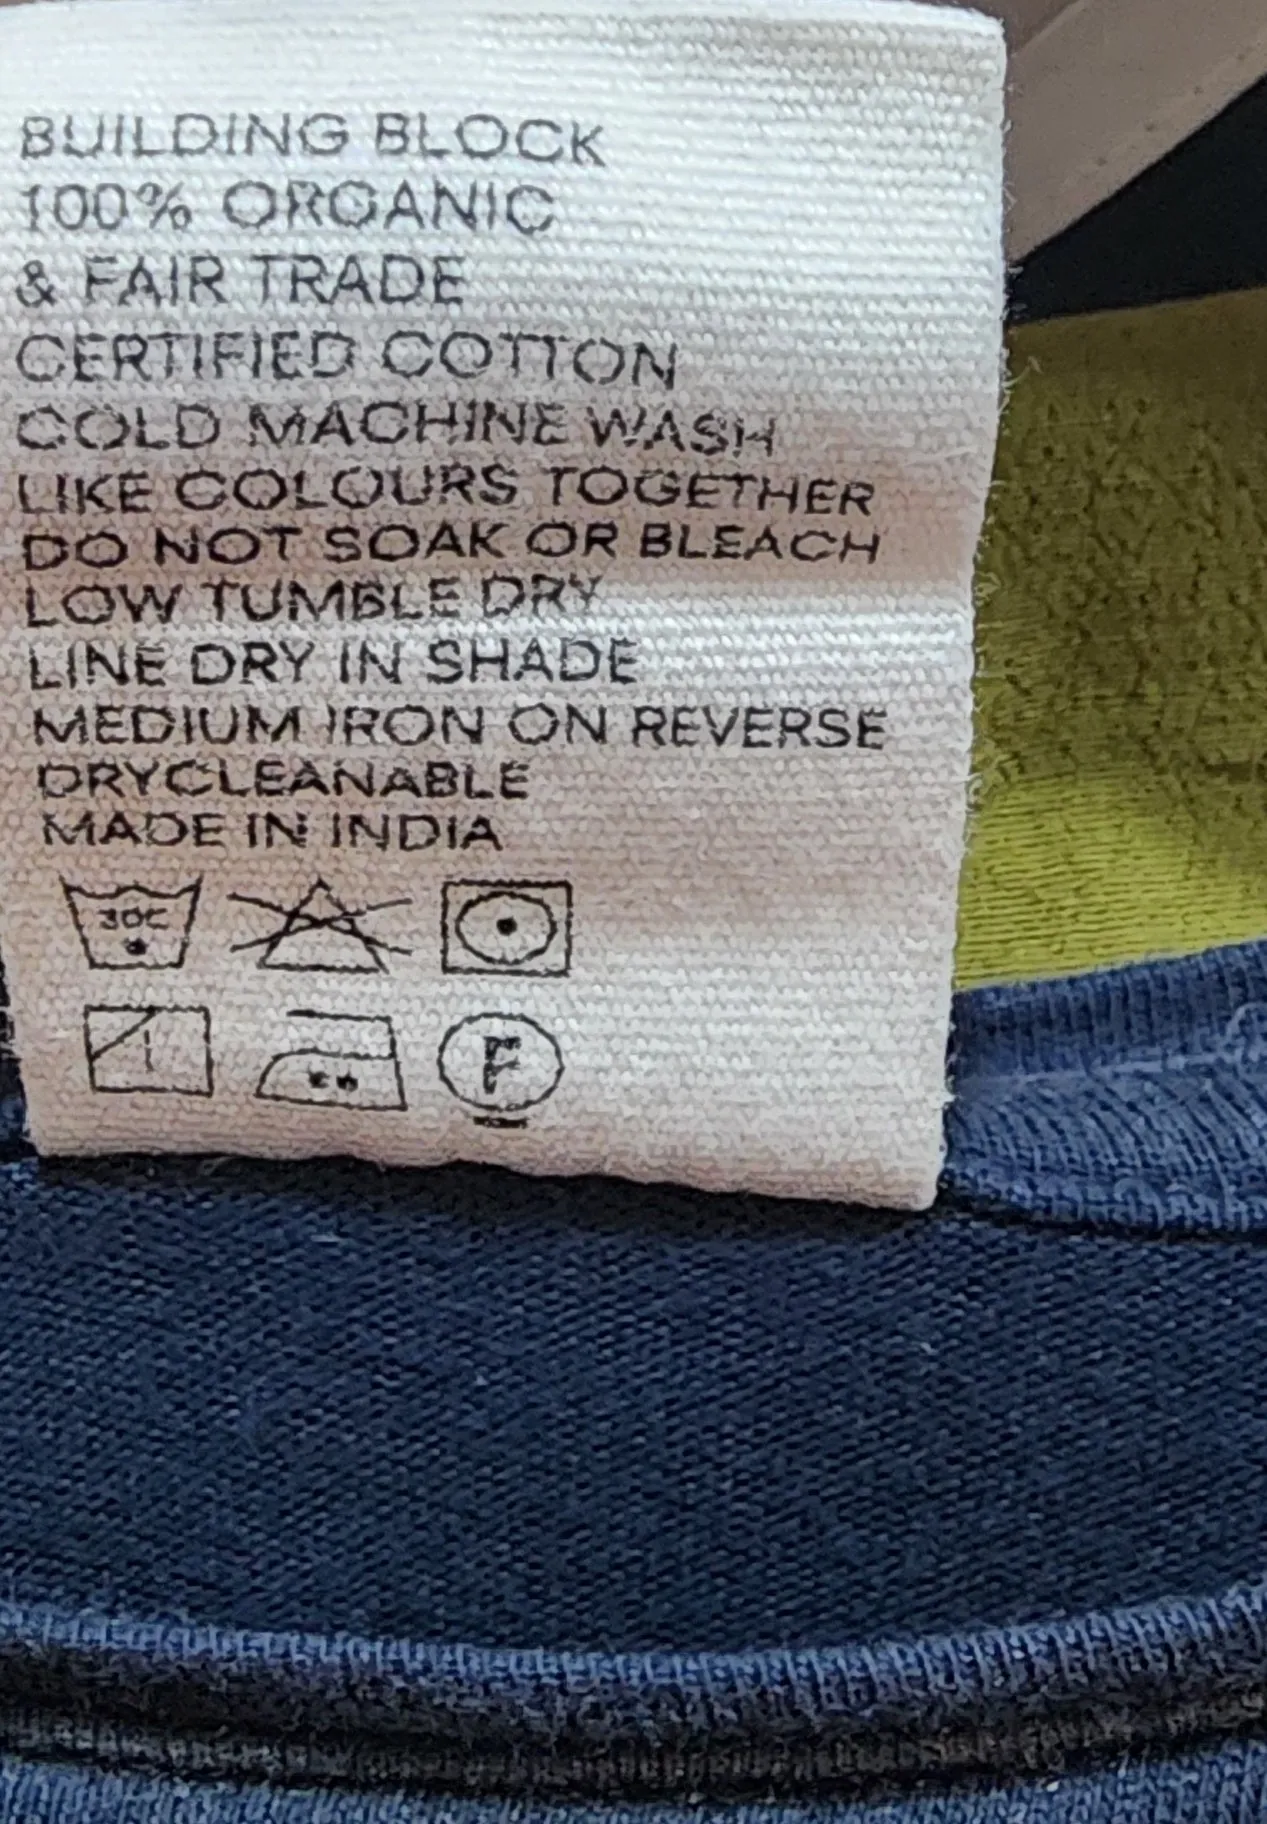 BUILDING BLOCK
100% ORGANIC
& FAIR TRADE
CERTIFIED COTTON
COLD MACHINE WASH
LIKE COLOURS TOGETHER
DO NOT SOAK OR BLEACH
LOW TUMBLE DRY
LINE DRY IN SHADE
MEDIUM IRON ON REVERSE
DRYCLEANABLE
MADE IN INDIA
30C
F